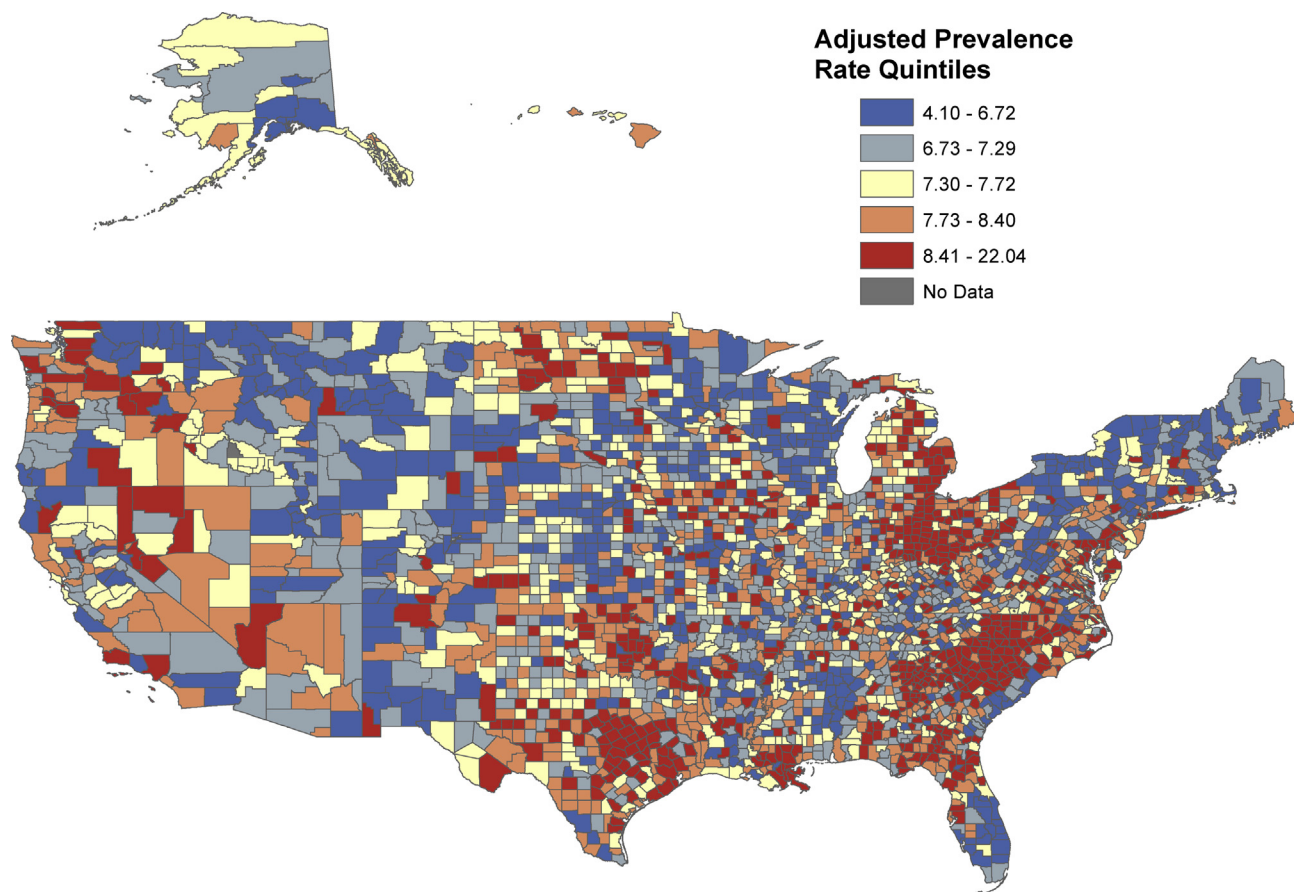 Adjusted Prevalence
Rate Quintiles
4.10 - 6.72
6.73 - 7.29
7.30 - 7.72
7.73 - 8.40
8.41 - 22.04
No Data